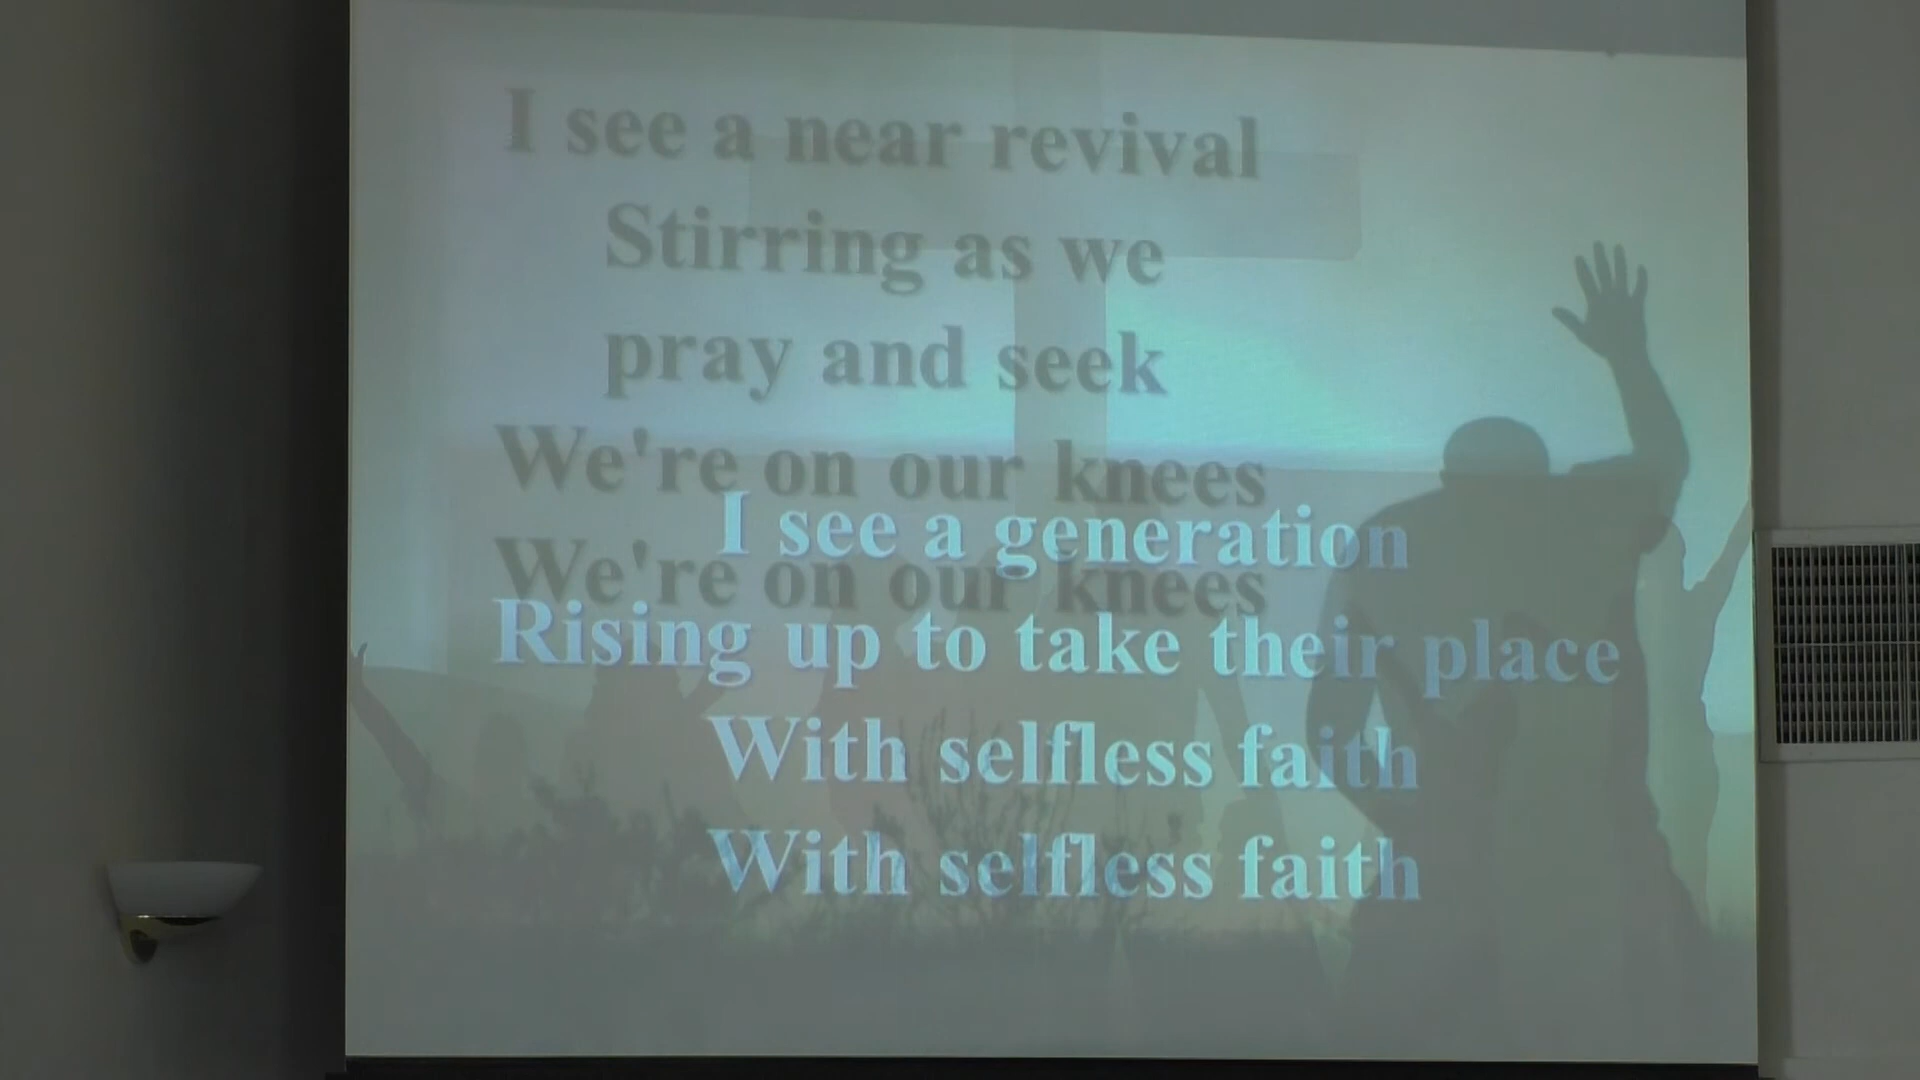 I see a near revival
Stirring as we
pray and seek
We're on our knees
We're on our knees
I see a generation
Rising up to take their place
With selfless faith
With selfless faith